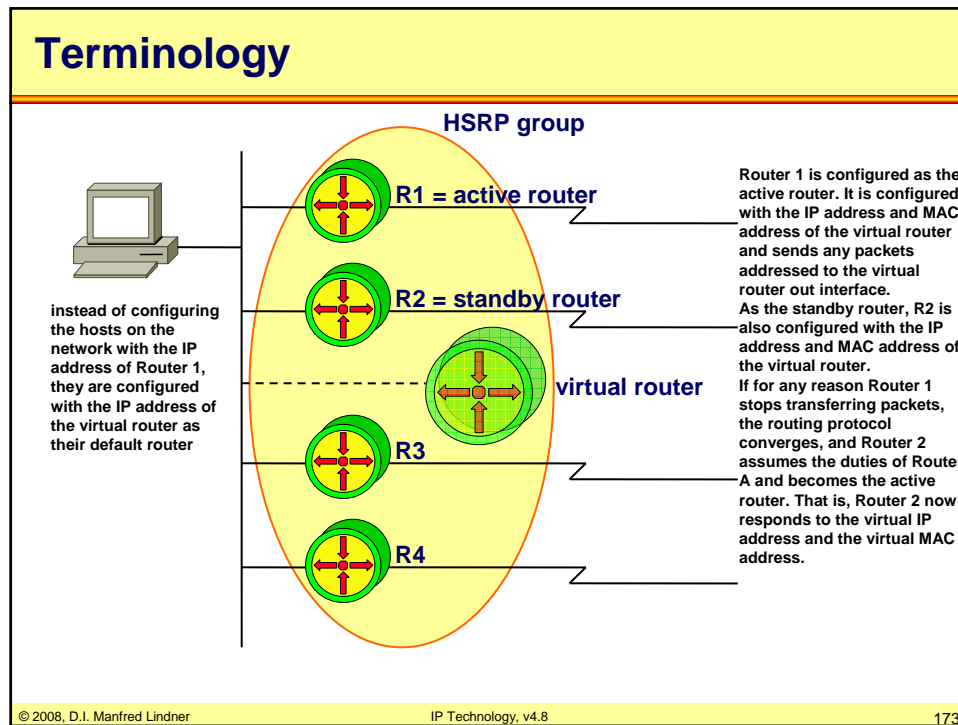 Terminology
HSRP group
R1 = active router
R2 = standby router
virtual router
R3
R4
instead of configuring
the hosts on the
network with the IP
address of Router 1,
they are configured
with the IP address of
the virtual router as
their default router
Router 1 is configured as the
active router. It is configured
with the IP address and MAC
address of the virtual router
and sends any packets
addressed to the virtual
router out interface.
As the standby router, R2 is
also configured with the IP
address and MAC address of
the virtual router.
If for any reason Router 1
stops transferring packets,
the routing protocol
converges, and Router 2
assumes the duties of Router
A and becomes the active
router. That is, Router 2 now
responds to the virtual IP
address and the virtual MAC
address.
© 2008, D.I. Manfred Lindner
IP Technology, v4.8
173